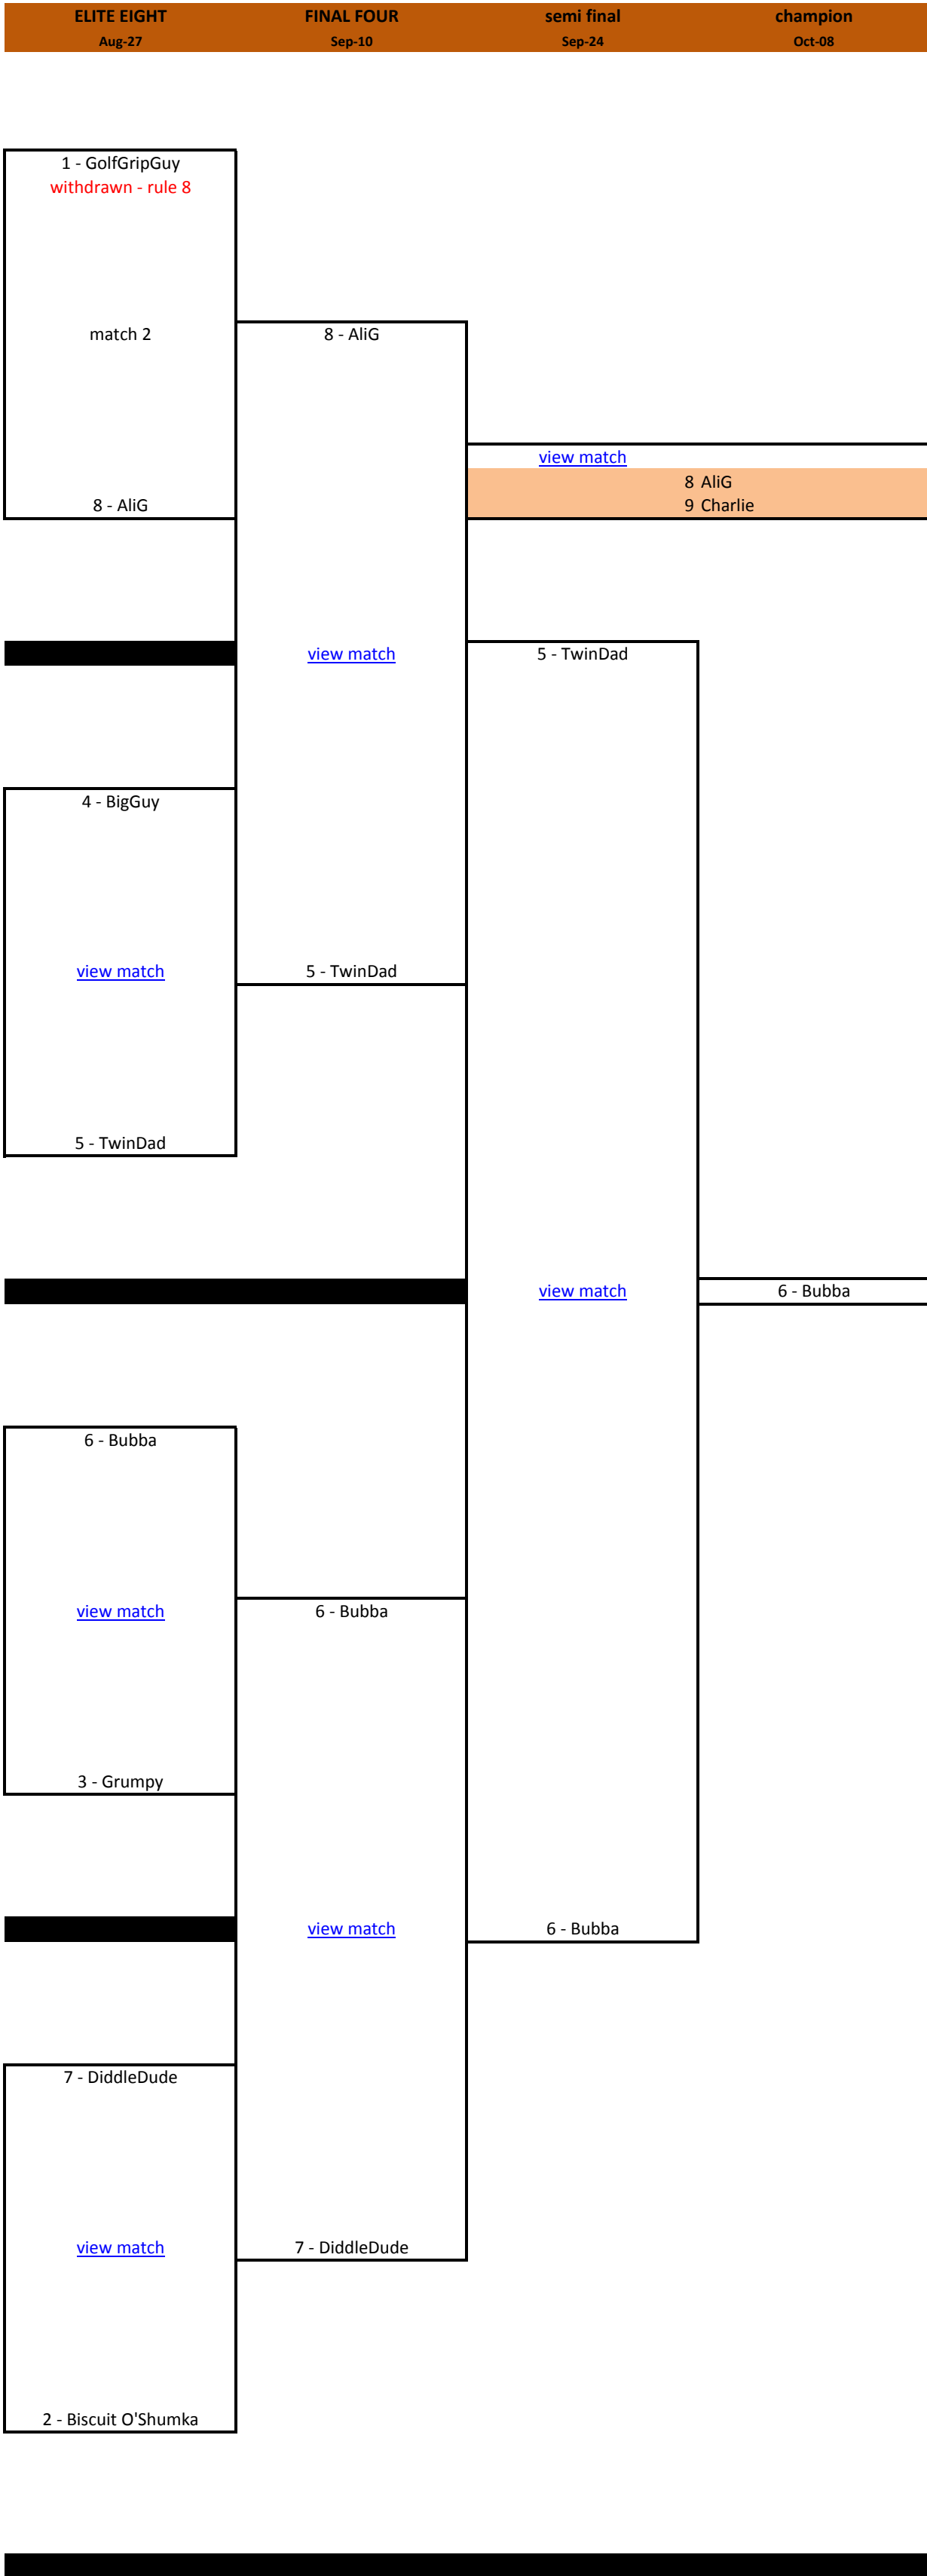 ELITE EIGHT FINAL FOUR semi final champion
Aug-27 Sep-10 Sep-24 Oct-08
1 - GolfGripGuy
withdrawn - rule 8
match 2 8 - AliG
view match
8 AliG
8 - AliG 9 Charlie
view match 5 - TwinDad
4 - BigGuy
view match 5 - TwinDad
5 - TwinDad
view match 6 - Bubba
6 - Bubba
view match 6 - Bubba
3 - Grumpy
view match 6 - Bubba
7 - DiddleDude
view match 7 - DiddleDude
2 - Biscuit O'Shumka